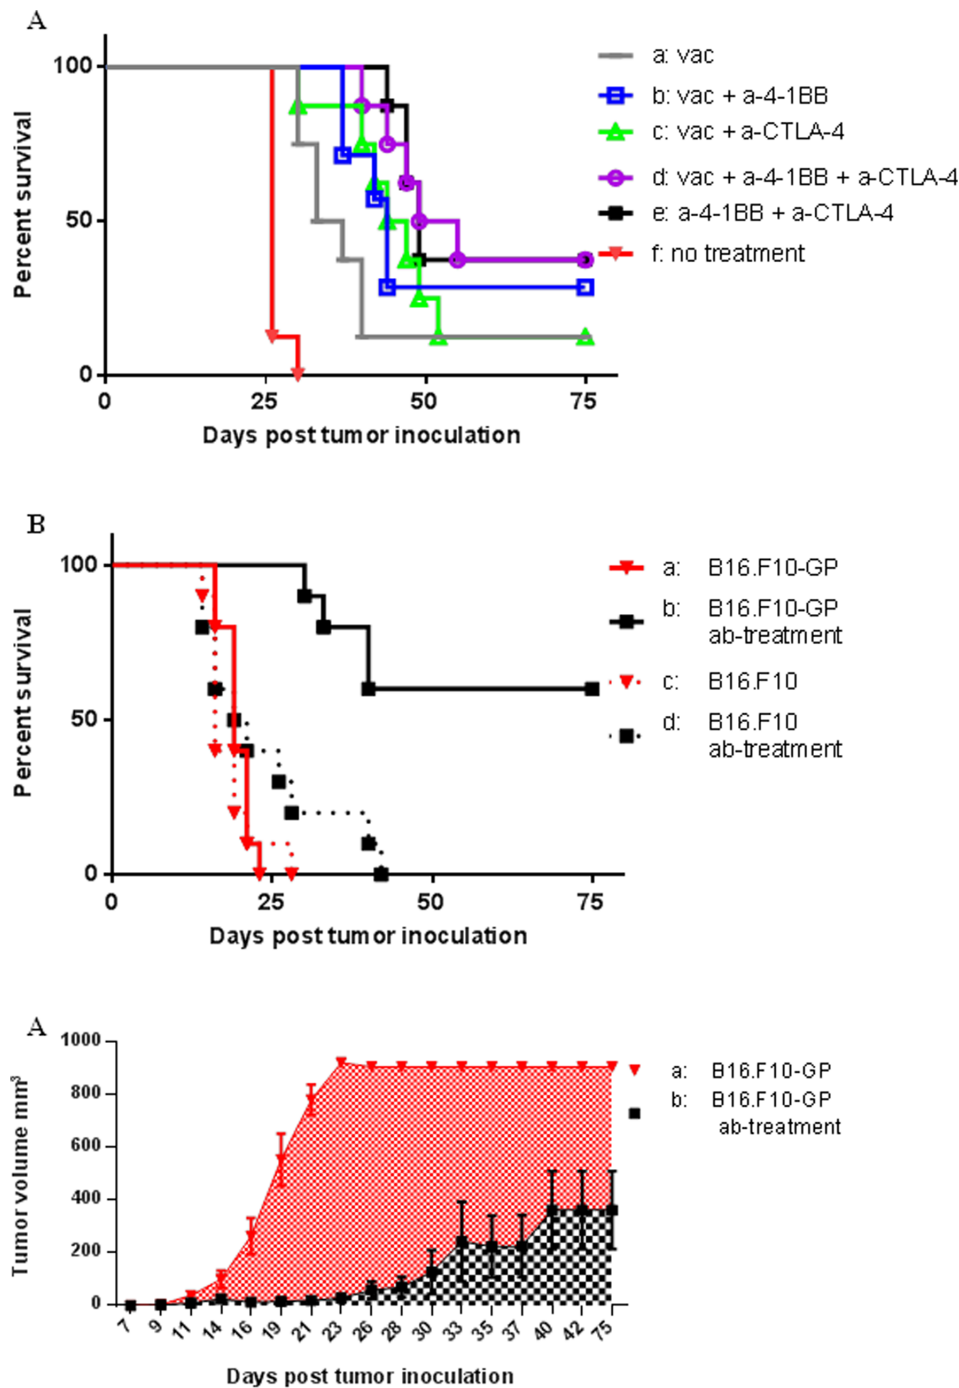 A
100
50
0
Percent survival
0 25 50 75
Days post tumor inoculation
a: vac
b: vac + a-4-1BB
c: vac + a-CTLA-4
d: vac + a-4-1BB + a-CTLA-4
e: a-4-1BB + a-CTLA-4
f: no treatment
B
100
50
0
Percent survival
0 25 50 75
Days post tumor inoculation
a: B16.F10-GP
b: B16.F10-GP
ab-treatment
c: B16.F10
d: B16.F10
ab-treatment
A
1000
800
600
400
200
0
Tumor volume mm³
7 9 11 14 16 19 21 23 26 28 30 33 35 37 40 42 75
Days post tumor inoculation
a: B16.F10-GP
b: B16.F10-GP
ab-treatment